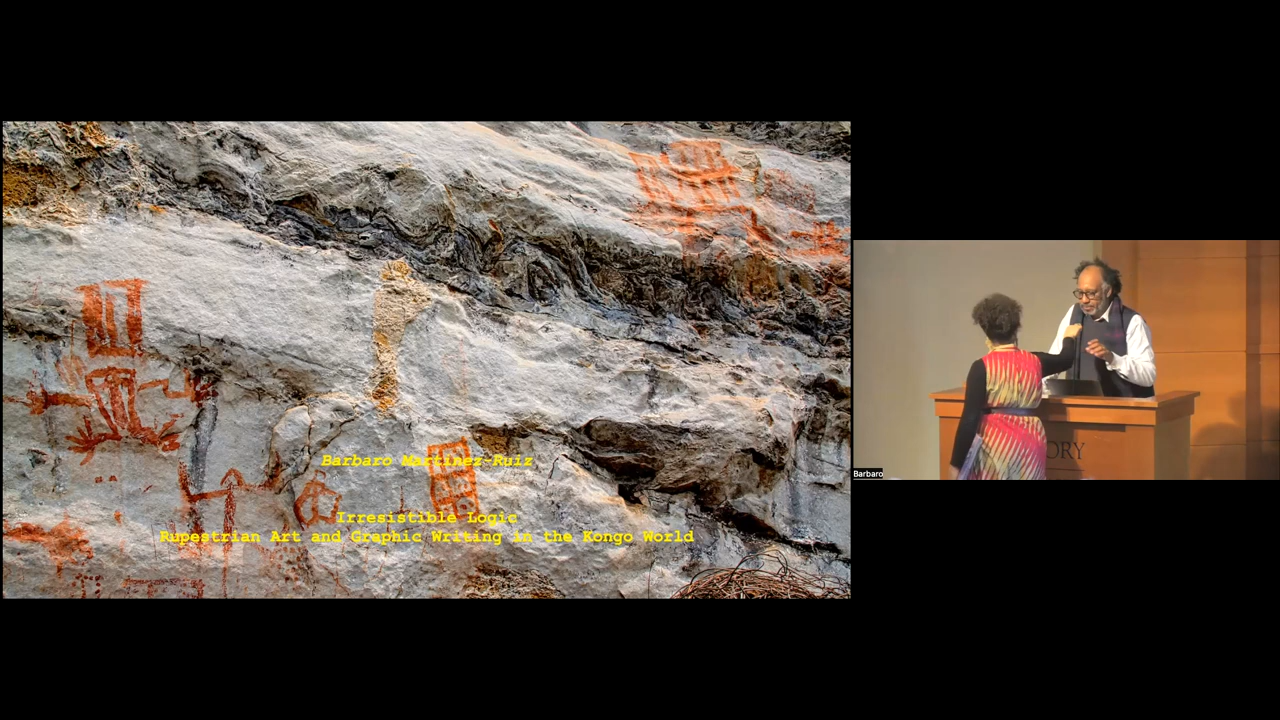 Barbaro Martinez-Ruiz
Irresistible Logic
Rupestrian Art and Graphic Writing in the Kongo World
ORY
Barbaro